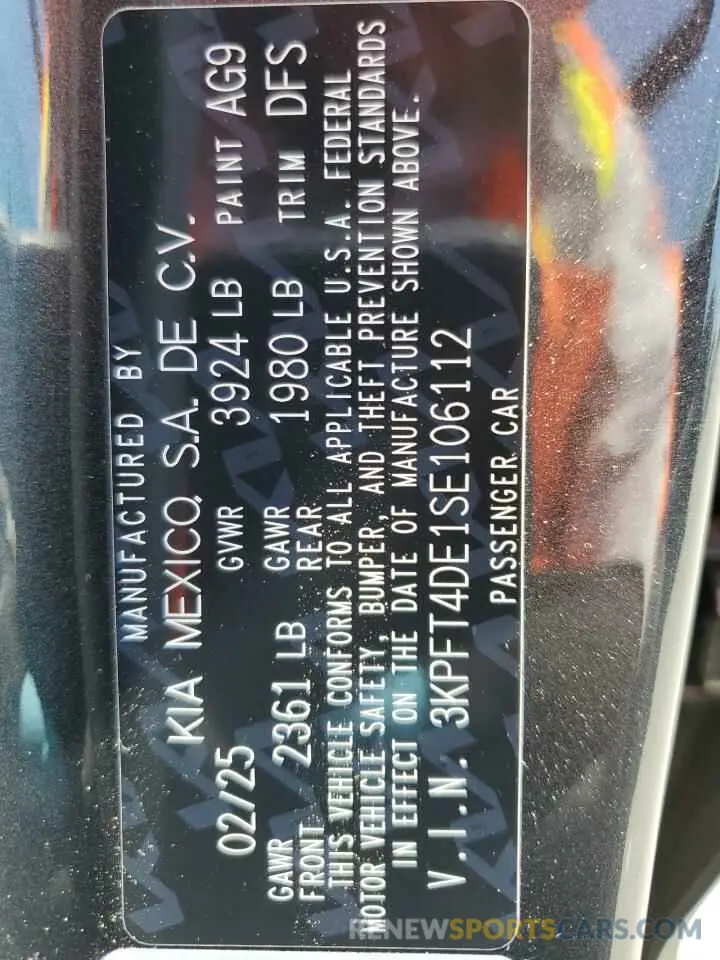 MANUFACTURED BY
KIA MEXICO, S.A. DE C.V.
02/25 GVWR 3924 LB PAINT AG9
GAWR FRONT 2361 LB GAWR REAR 1980 LB TRIM DFS
THIS VEHICLE CONFORMS TO ALL APPLICABLE U.S.A. FEDERAL
MOTOR VEHICLE SAFETY, BUMPER, AND THEFT PREVENTION STANDARDS
IN EFFECT ON THE DATE OF MANUFACTURE SHOWN ABOVE.
V.I.N. 3KPFT4DE1SE106112
PASSENGER CAR
RENEWSPORTSCARS.COM